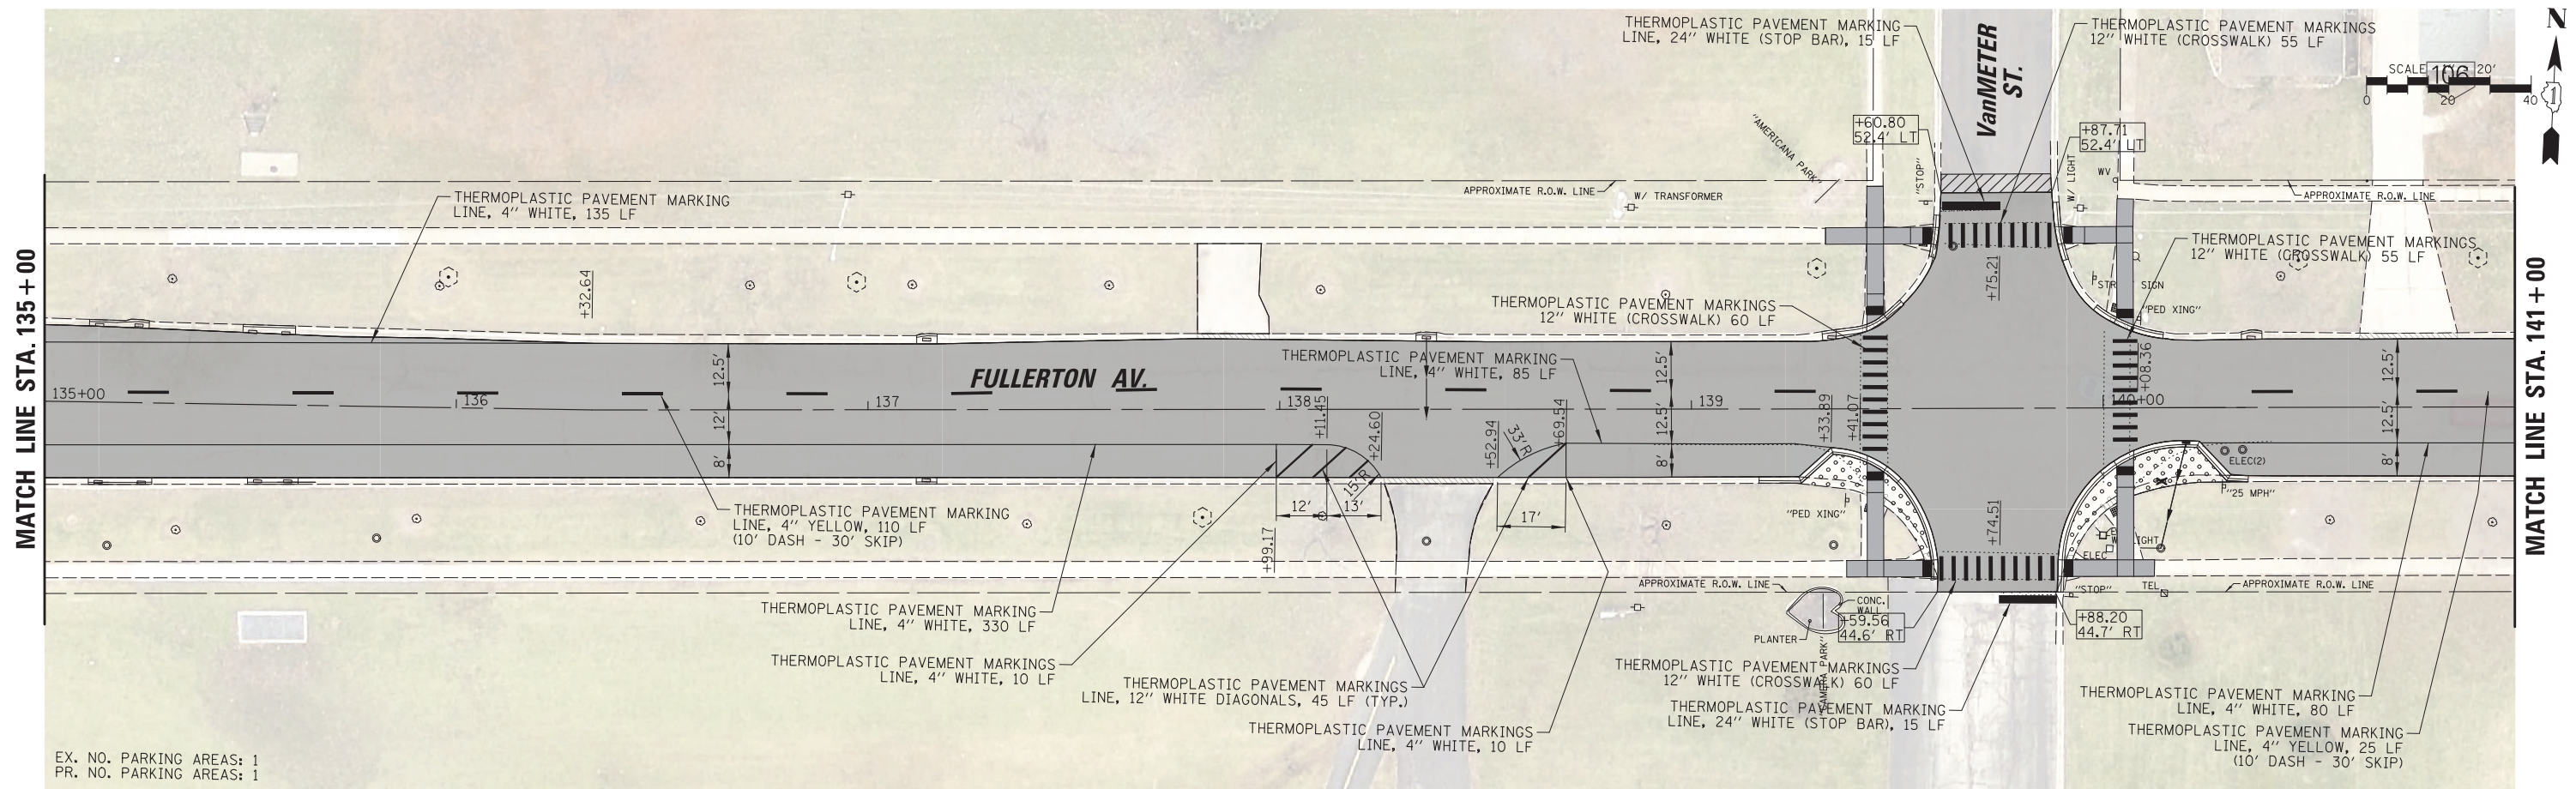 THERMOPLASTIC PAVEMENT MARKING
LINE, 24" WHITE (STOP BAR), 15 LF
THERMOPLASTIC PAVEMENT MARKINGS
12" WHITE (CROSSWALK) 55 LF
VanMETER
ST.
N
SCALE
20'
106
0
20
40
1
"AMERICANA PARK"
+60.80
52.4' LT
+87.71
52.4' LT
"STOP"
W/ LIGHT
WV
APPROXIMATE R.O.W. LINE
W/ TRANSFORMER
APPROXIMATE R.O.W. LINE
THERMOPLASTIC PAVEMENT MARKING
LINE, 4" WHITE, 135 LF
THERMOPLASTIC PAVEMENT MARKINGS
12" WHITE (CROSSWALK) 55 LF
MATCH LINE STA. 135+00
MATCH LINE STA. 141+00
+32.64
+75.21
SIGN
"PED XING"
THERMOPLASTIC PAVEMENT MARKINGS
12" WHITE (CROSSWALK) 60 LF
THERMOPLASTIC PAVEMENT MARKING
LINE, 4" WHITE, 85 LF
FULLERTON AV.
12.5'
12'
8'
12.5'
12.5'
8'
12.5'
12.5'
8'
135+00
136
137
138
139
140+00
+11.45
+24.60
+52.94
+69.54
+33.89
+41.07
+08.36
33'R
15'R
12'
13'
17'
+99.17
ELEC(2)
"25 MPH"
"PED XING"
+74.51
ELEC
THERMOPLASTIC PAVEMENT MARKING
LINE, 4" YELLOW, 110 LF
(10' DASH - 30' SKIP)
APPROXIMATE R.O.W. LINE
"STOP"
TEL
APPROXIMATE R.O.W. LINE
CONC.
WALL
PLANTER
+59.56
44.6' RT
+88.20
44.7' RT
THERMOPLASTIC PAVEMENT MARKING
LINE, 4" WHITE, 330 LF
THERMOPLASTIC PAVEMENT MARKINGS
LINE, 4" WHITE, 10 LF
THERMOPLASTIC PAVEMENT MARKINGS
LINE, 12" WHITE DIAGONALS, 45 LF (TYP.)
THERMOPLASTIC PAVEMENT MARKINGS
LINE, 4" WHITE, 10 LF
THERMOPLASTIC PAVEMENT MARKINGS
12" WHITE (CROSSWALK) 60 LF
THERMOPLASTIC PAVEMENT MARKING
LINE, 24" WHITE (STOP BAR), 15 LF
THERMOPLASTIC PAVEMENT MARKING
LINE, 4" WHITE, 80 LF
THERMOPLASTIC PAVEMENT MARKING
LINE, 4" YELLOW, 25 LF
(10' DASH - 30' SKIP)
EX. NO. PARKING AREAS: 1
PR. NO. PARKING AREAS: 1